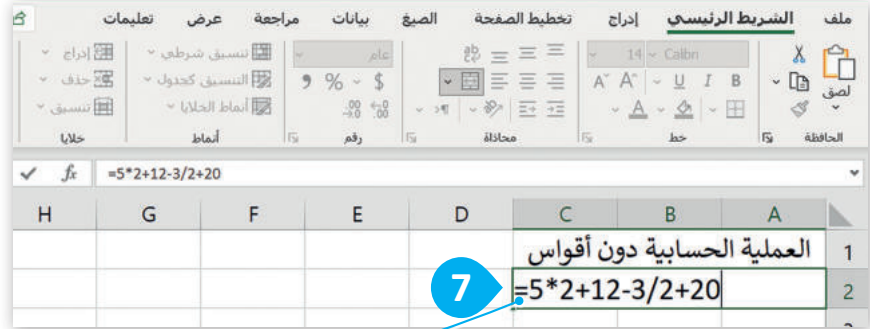 ملف الشريط الرئيسي إدراج تخطيط الصفحة الصيغ بيانات مراجعة عرض تعليمات
لصق
Calibri 14
B I U
A A
A
عام
$ % 9
تنسيق شرطي
التنسيق كجدول
أنماط الخلايا
إدراج
حذف
تنسيق
الحافظة خط محاذاة رقم أنماط خلايا
fx =5*2+12-3/2+20
A B C D E F G H
1 العملية الحسابية دون أقواس
2 =5*2+12-3/2+20
7